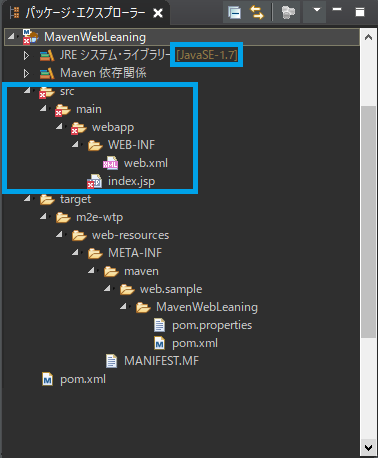 パッケージ・エクスプローラー
MavenWebLeaning
JRE システム・ライブラリー [JavaSE-1.7]
Maven 依存関係
src
main
webapp
WEB-INF
web.xml
index.jsp
target
m2e-wtp
web-resources
META-INF
maven
web.sample
MavenWebLeaning
pom.properties
pom.xml
MANIFEST.MF
pom.xml